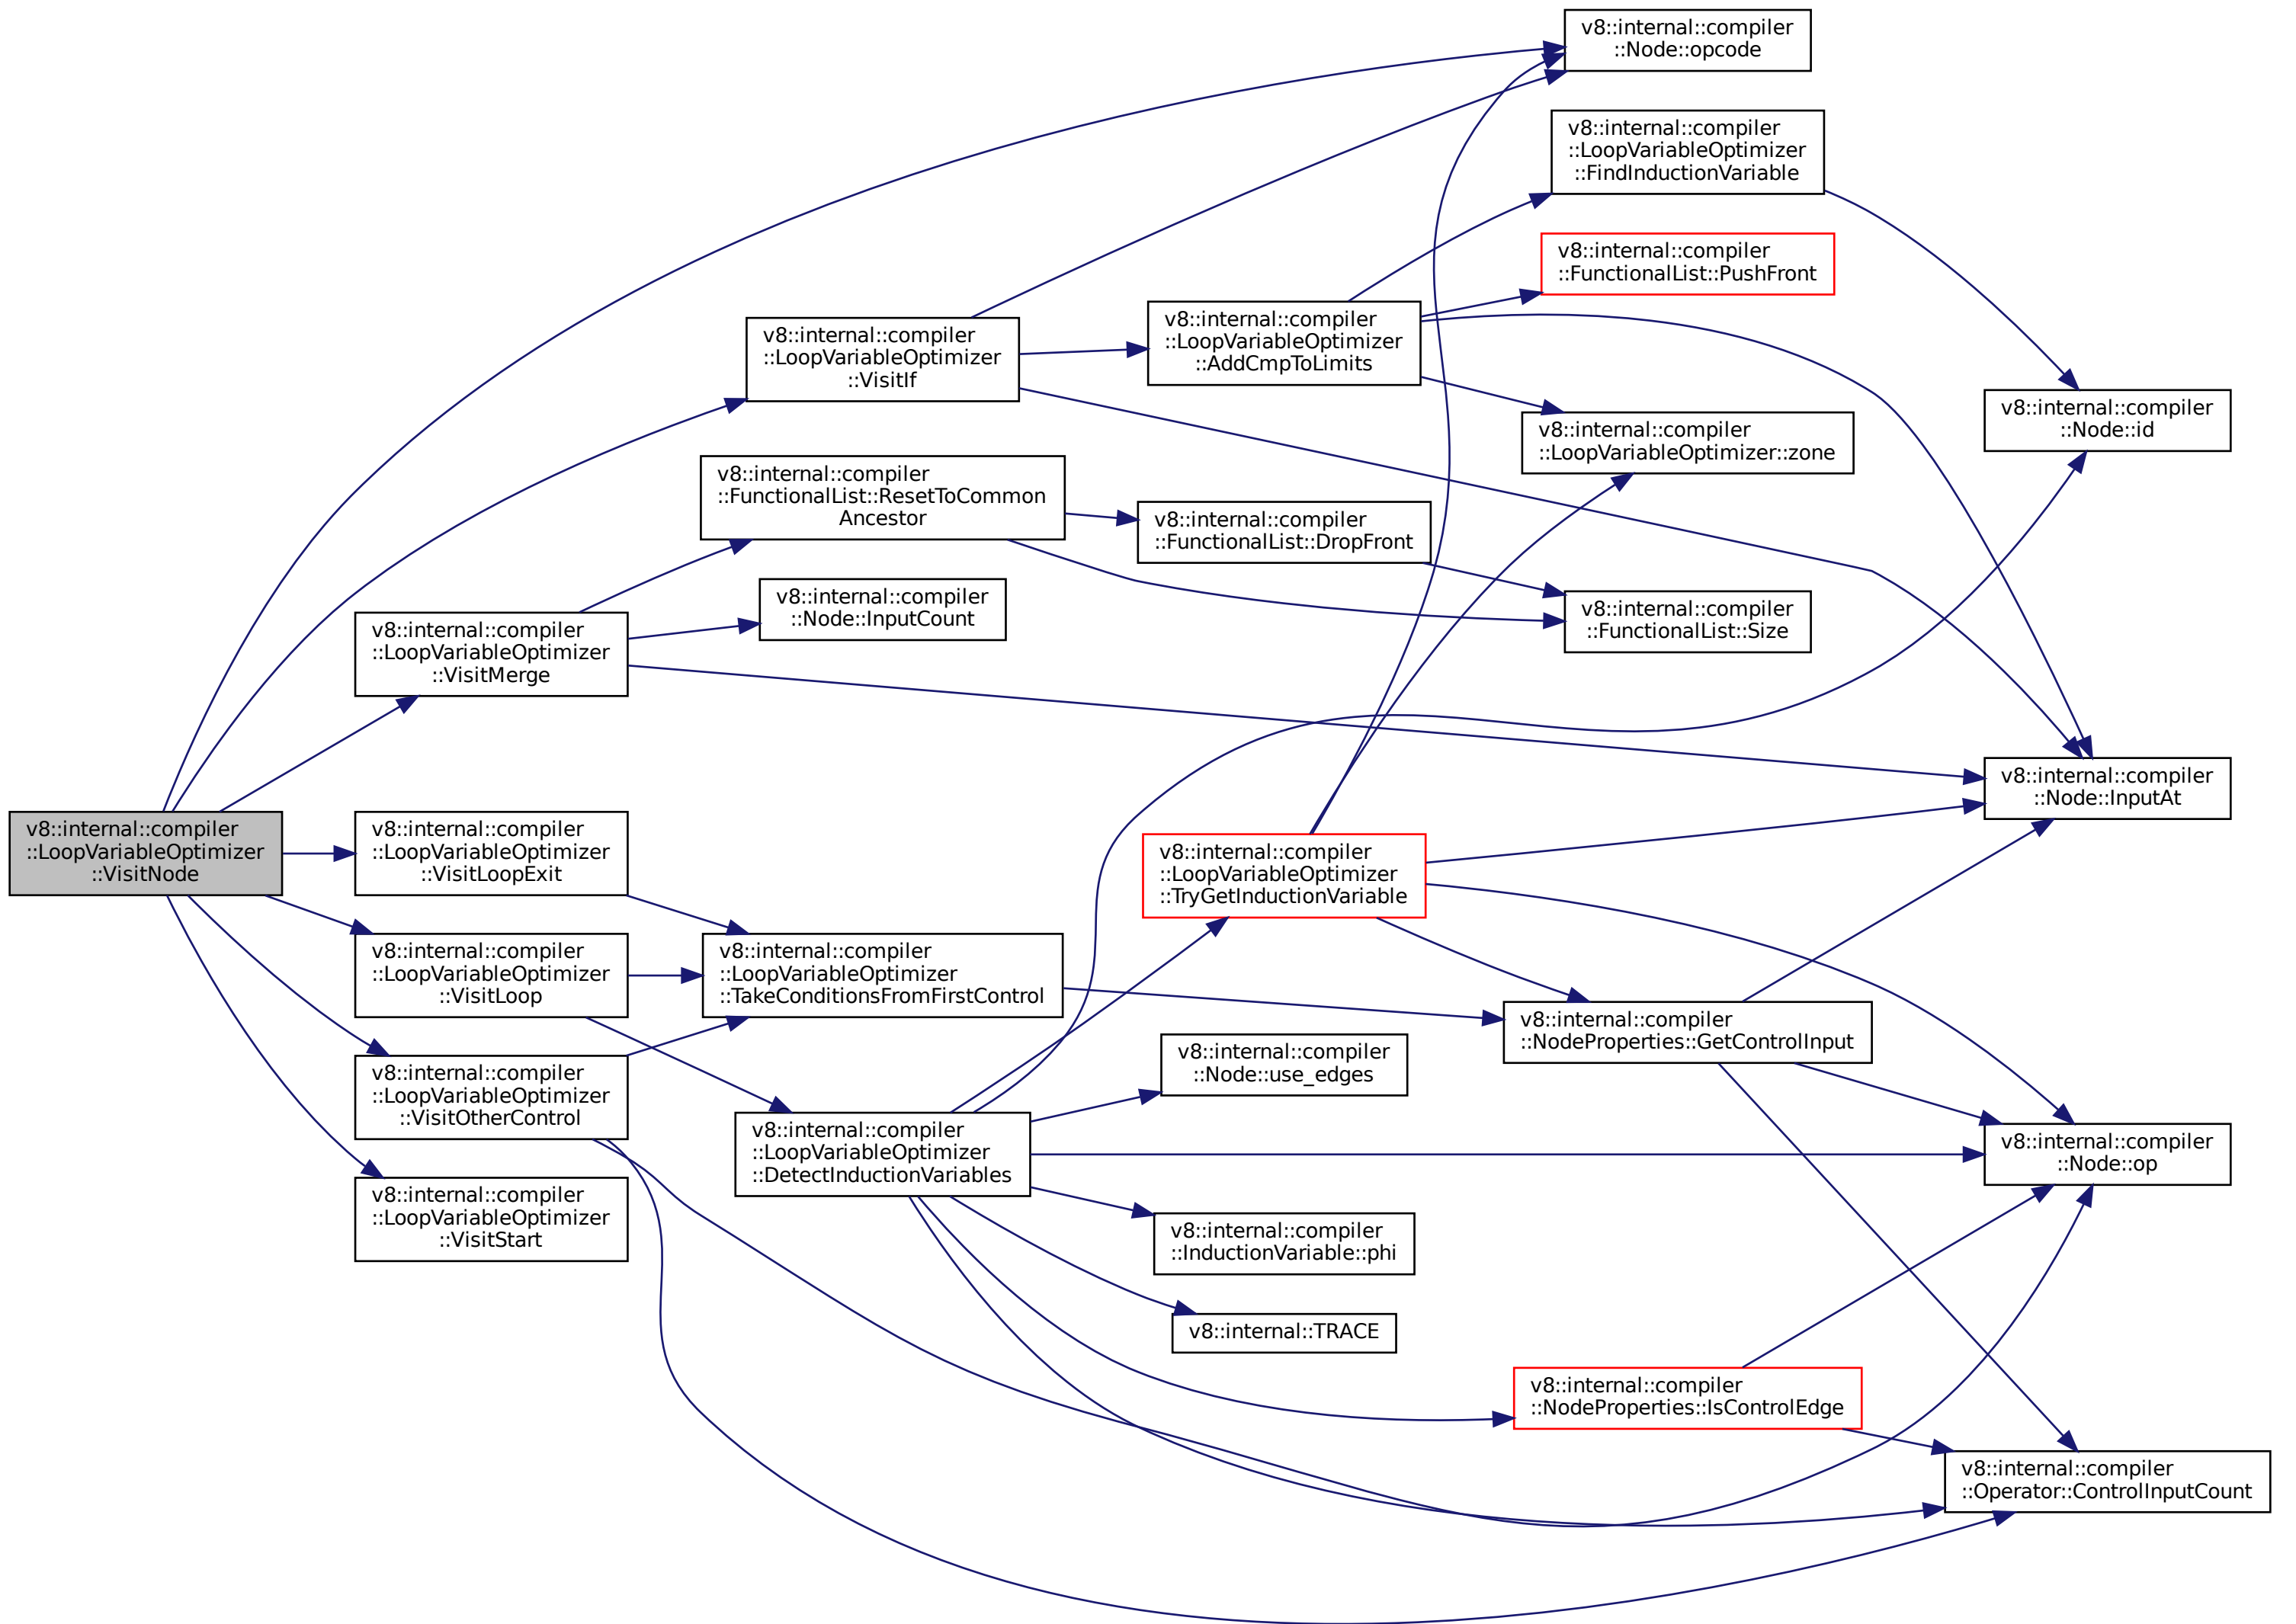 v8::internal::compiler
::Node::opcode
v8::internal::compiler
::LoopVariableOptimizer
::FindInductionVariable
v8::internal::compiler
::FunctionalList::PushFront
v8::internal::compiler
::LoopVariableOptimizer
::AddCmpToLimits
v8::internal::compiler
::LoopVariableOptimizer
::VisitIf
v8::internal::compiler
::Node::id
v8::internal::compiler
::LoopVariableOptimizer::zone
v8::internal::compiler
::FunctionalList::ResetToCommon
Ancestor
v8::internal::compiler
::FunctionalList::DropFront
v8::internal::compiler
::Node::InputCount
v8::internal::compiler
::FunctionalList::Size
v8::internal::compiler
::LoopVariableOptimizer
::VisitMerge
v8::internal::compiler
::Node::InputAt
v8::internal::compiler
::LoopVariableOptimizer
::VisitNode
v8::internal::compiler
::LoopVariableOptimizer
::VisitLoopExit
v8::internal::compiler
::LoopVariableOptimizer
::TryGetInductionVariable
v8::internal::compiler
::LoopVariableOptimizer
::VisitLoop
v8::internal::compiler
::LoopVariableOptimizer
::TakeConditionsFromFirstControl
v8::internal::compiler
::NodeProperties::GetControlInput
v8::internal::compiler
::Node::use_edges
v8::internal::compiler
::LoopVariableOptimizer
::VisitOtherControl
v8::internal::compiler
::LoopVariableOptimizer
::DetectInductionVariables
v8::internal::compiler
::Node::op
v8::internal::compiler
::LoopVariableOptimizer
::VisitStart
v8::internal::compiler
::InductionVariable::phi
v8::internal::TRACE
v8::internal::compiler
::NodeProperties::IsControlEdge
v8::internal::compiler
::Operator::ControlInputCount